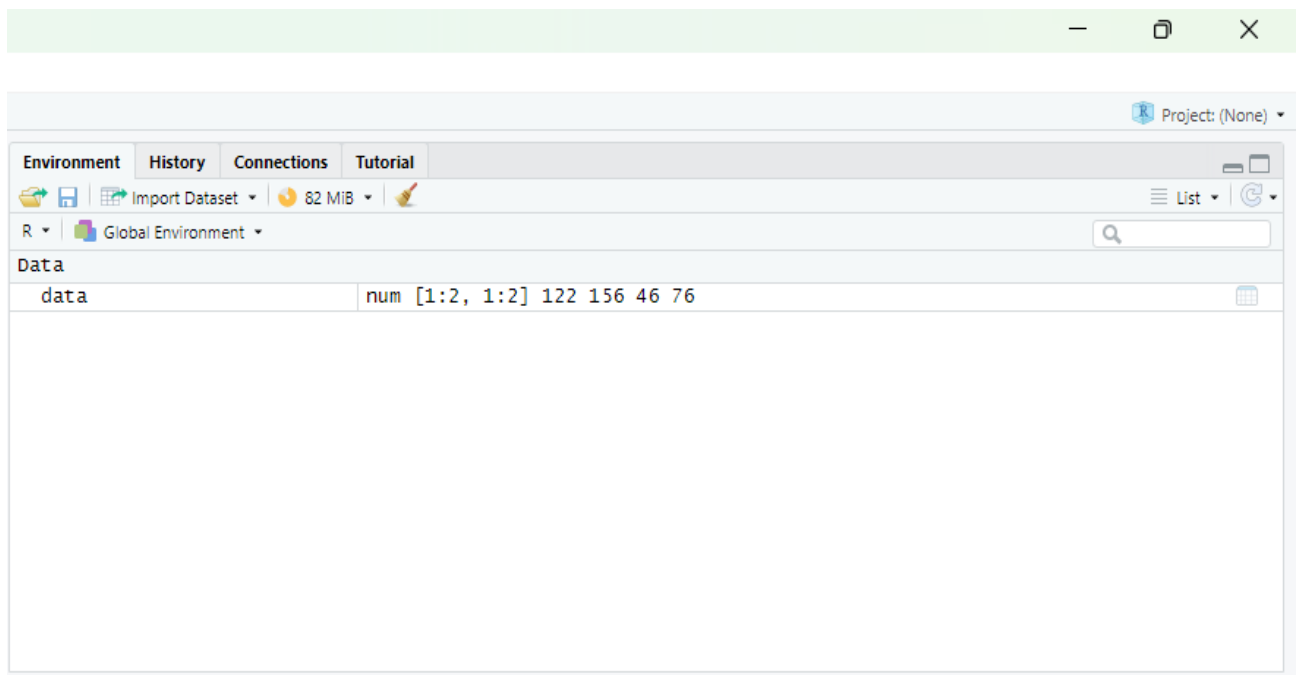 Project: (None)
Environment History Connections Tutorial
Import Dataset 82 MiB List
R Global Environment
Data
data num [1:2, 1:2] 122 156 46 76